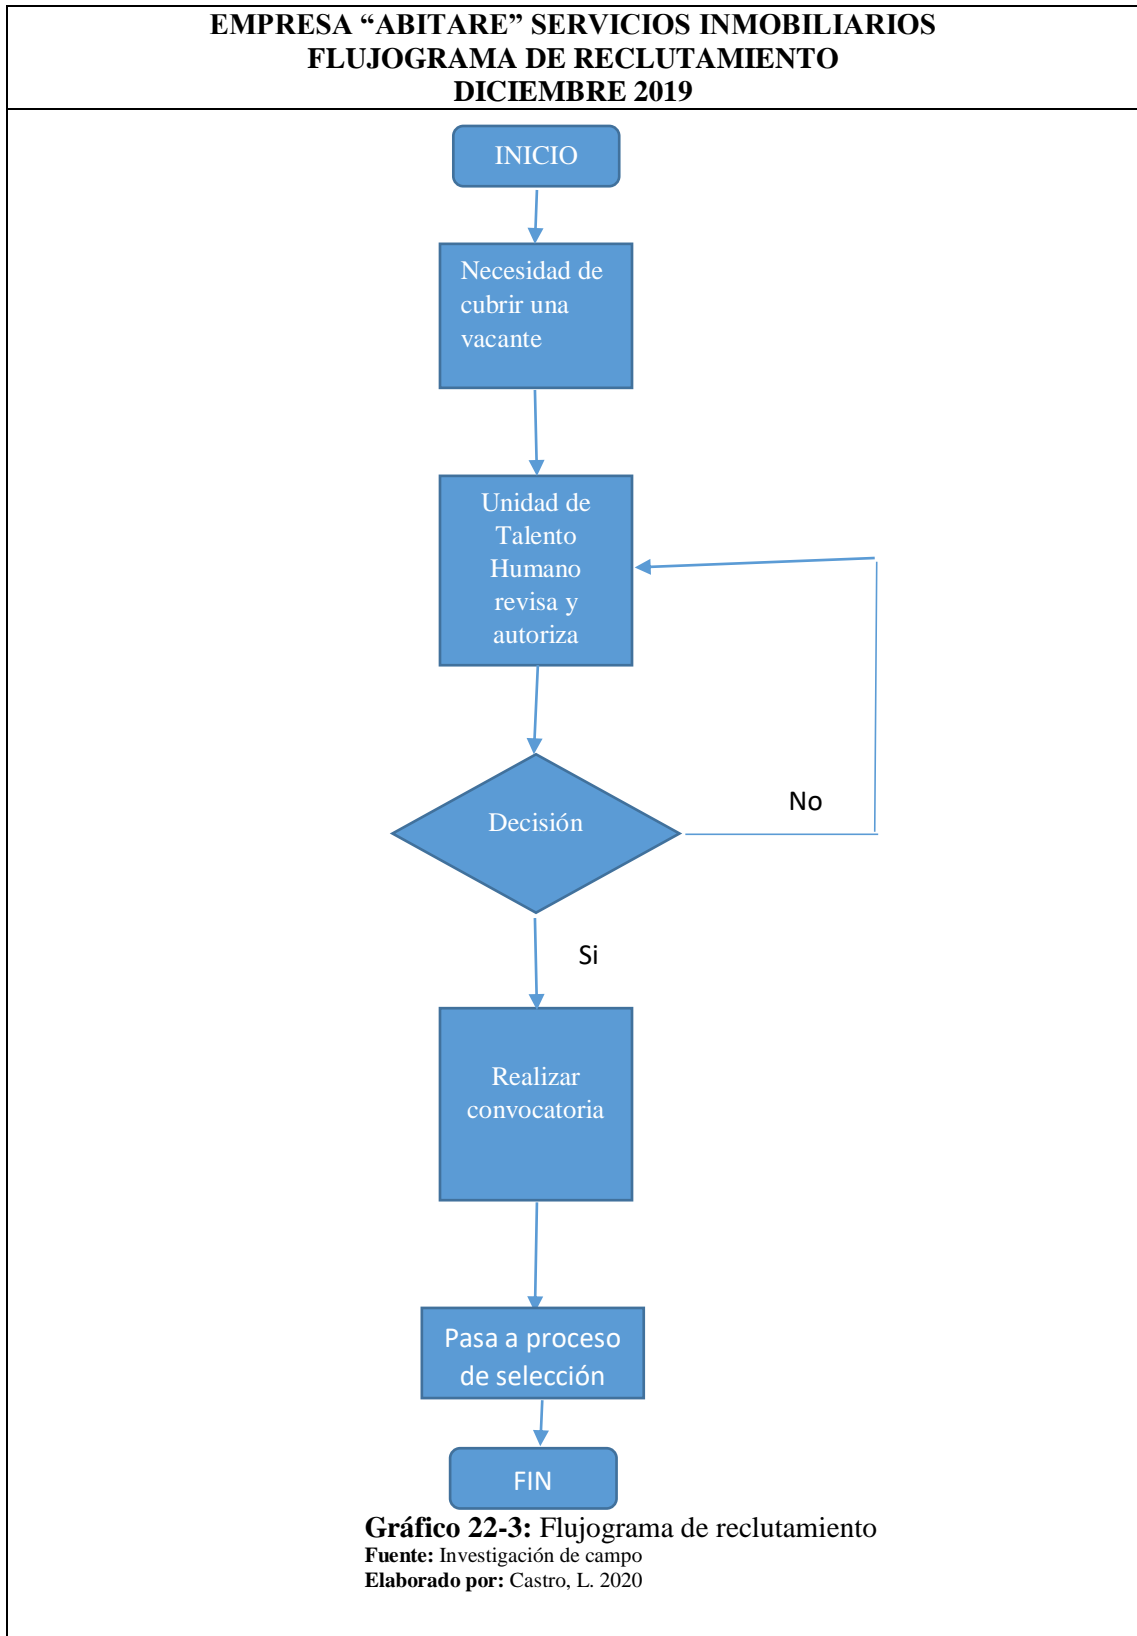 EMPRESA “ABITARE” SERVICIOS INMOBILIARIOS
FLUJOGRAMA DE RECLUTAMIENTO
DICIEMBRE 2019
INICIO
Necesidad de
cubrir una
vacante
Unidad de
Talento
Humano
revisa y
autoriza
Decisión
No
Si
Realizar
convocatoria
Pasa a proceso
de selección
FIN
Gráfico 22-3: Flujograma de reclutamiento
Fuente: Investigación de campo
Elaborado por: Castro, L. 2020